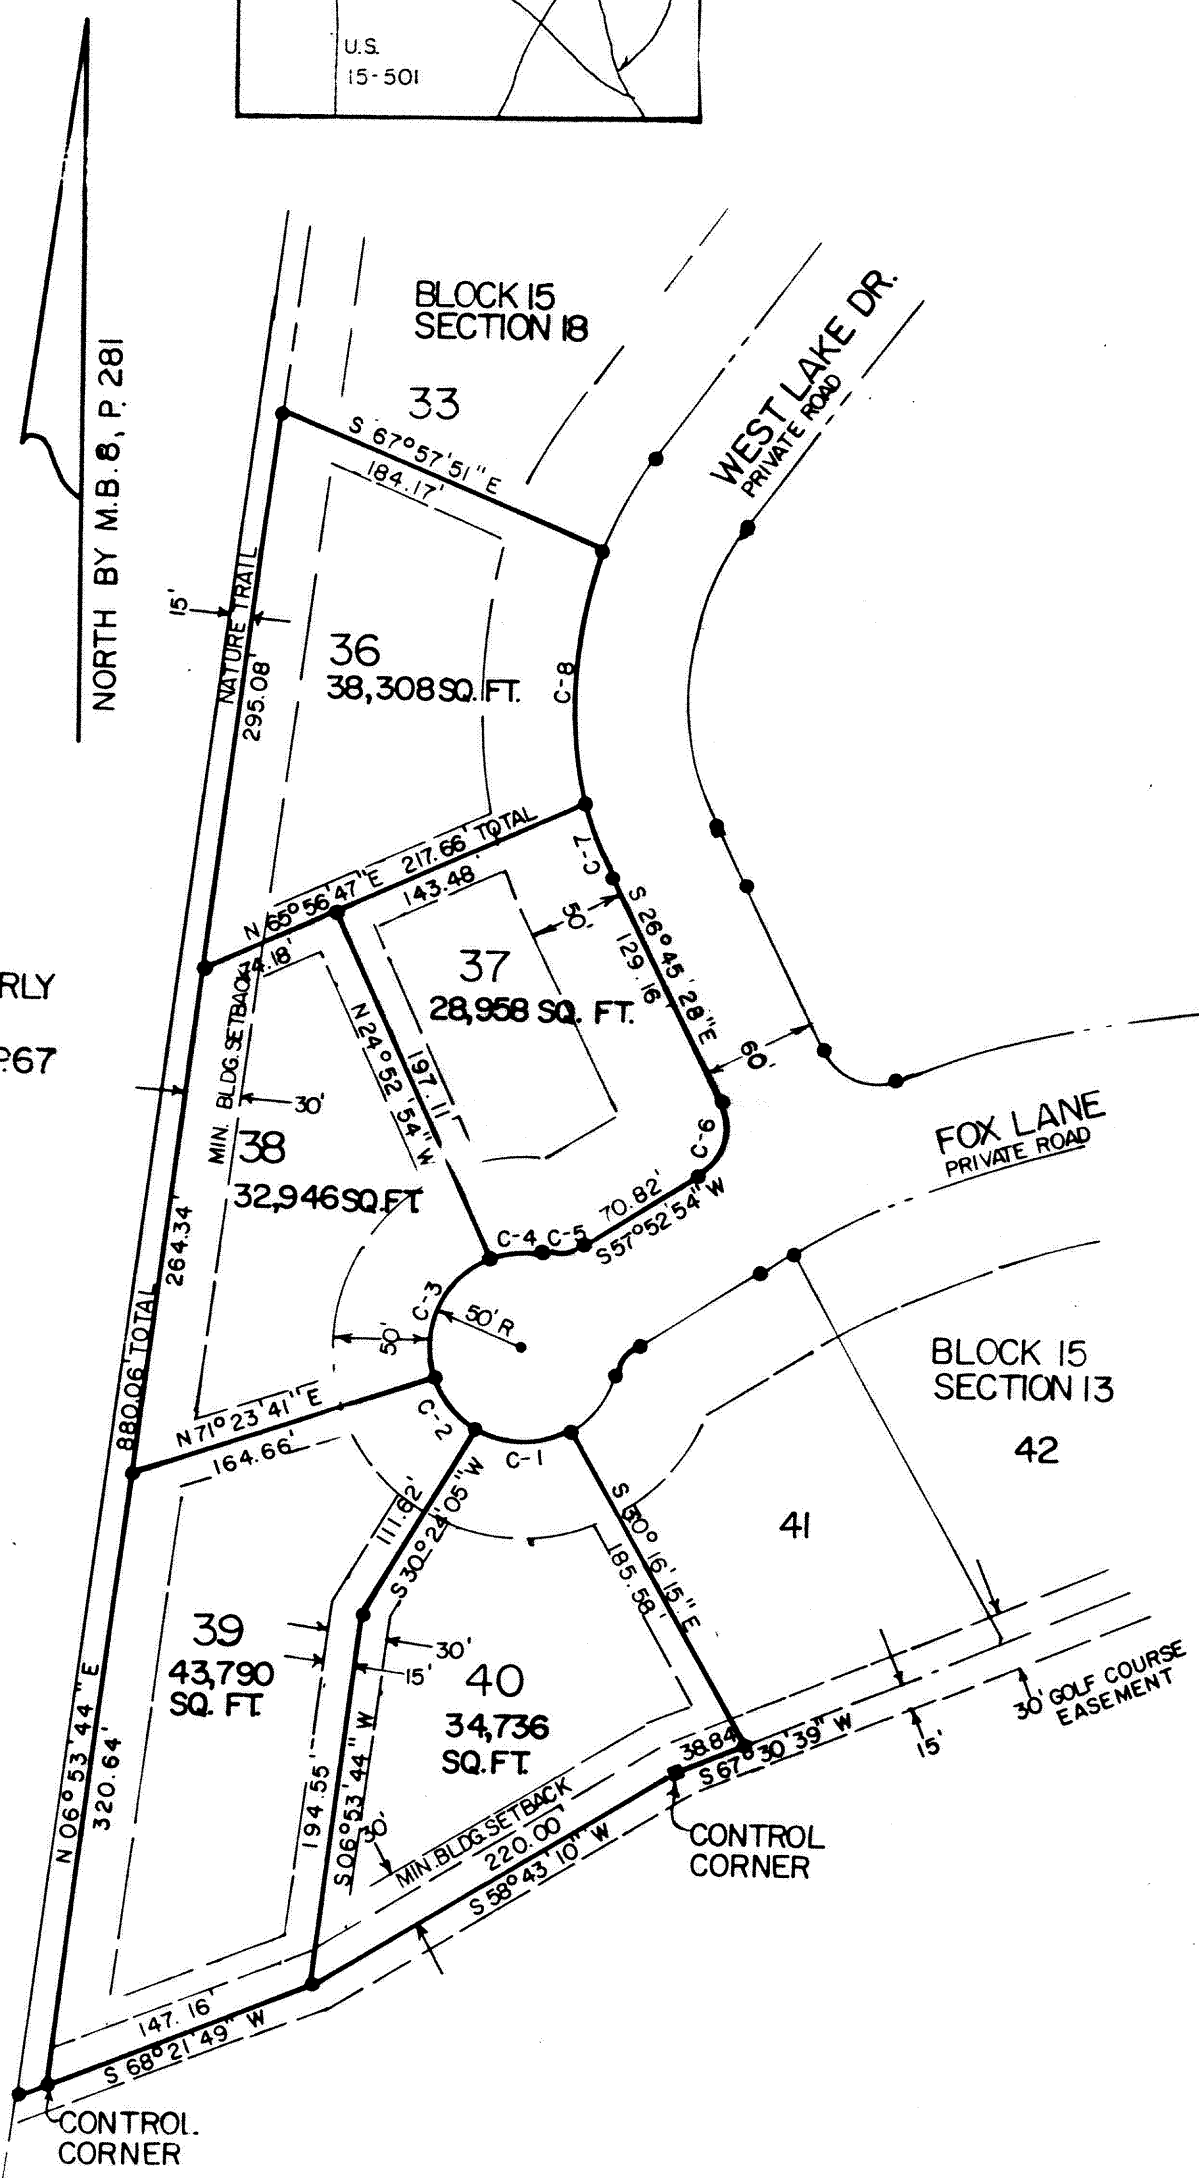 U.S.
15-501
NORTH BY M.B. 8, P. 281
BLOCK 15
SECTION 18
33
S 67°57'51"E
184.17'
WEST LAKE DR.
PRIVATE ROAD
NATURE TRAIL
15'
295.08'
36
38,308 SQ. FT.
C-8
N 65°56'47"E 217.66' TOTAL
143.48'
C-7
50'
S 26°45'28"E
129.16
37
28,958 SQ. FT.
RLY
P.67
MIN. BLDG. SETBACK
30'
N 24°52'54"W
197.11'
60'
FOX LANE
PRIVATE ROAD
38
32,946 SQ.FT.
C-6
70.82'
S 57°52'54"W
C-4
C-5
C-3
50' R
50'
264.34'
880.06' TOTAL
N 71°23'41"E
164.66'
C-2
C-1
BLOCK 15
SECTION 13
42
41
111.62'
S 30°24'05"W
S 30°16'15"E
185.58'
39
43,790
SQ. FT.
30'
15'
40
34,736
SQ.FT.
N 06°53'44"E
320.64'
194.55'
S 06°53'44"W
30'
MIN. BLDG. SETBACK
220.00'
S 58°43'10"W
38.84'
S 67°30'39"W
15'
30' GOLF COURSE
EASEMENT
CONTROL
CORNER
147.16'
S 68°21'49"W
CONTROL
CORNER